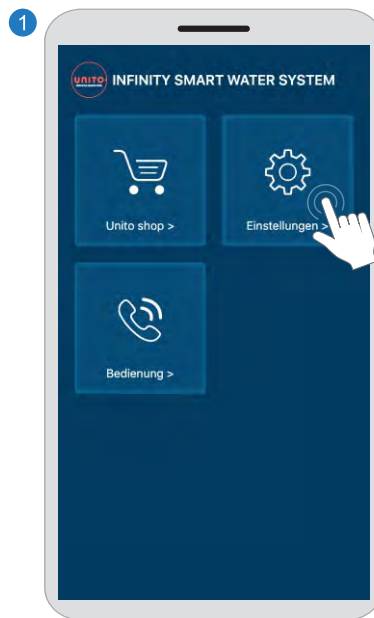 1
UNITO INFINITY SMART WATER SYSTEM
Unito shop >
Einstellungen >
Bedienung >